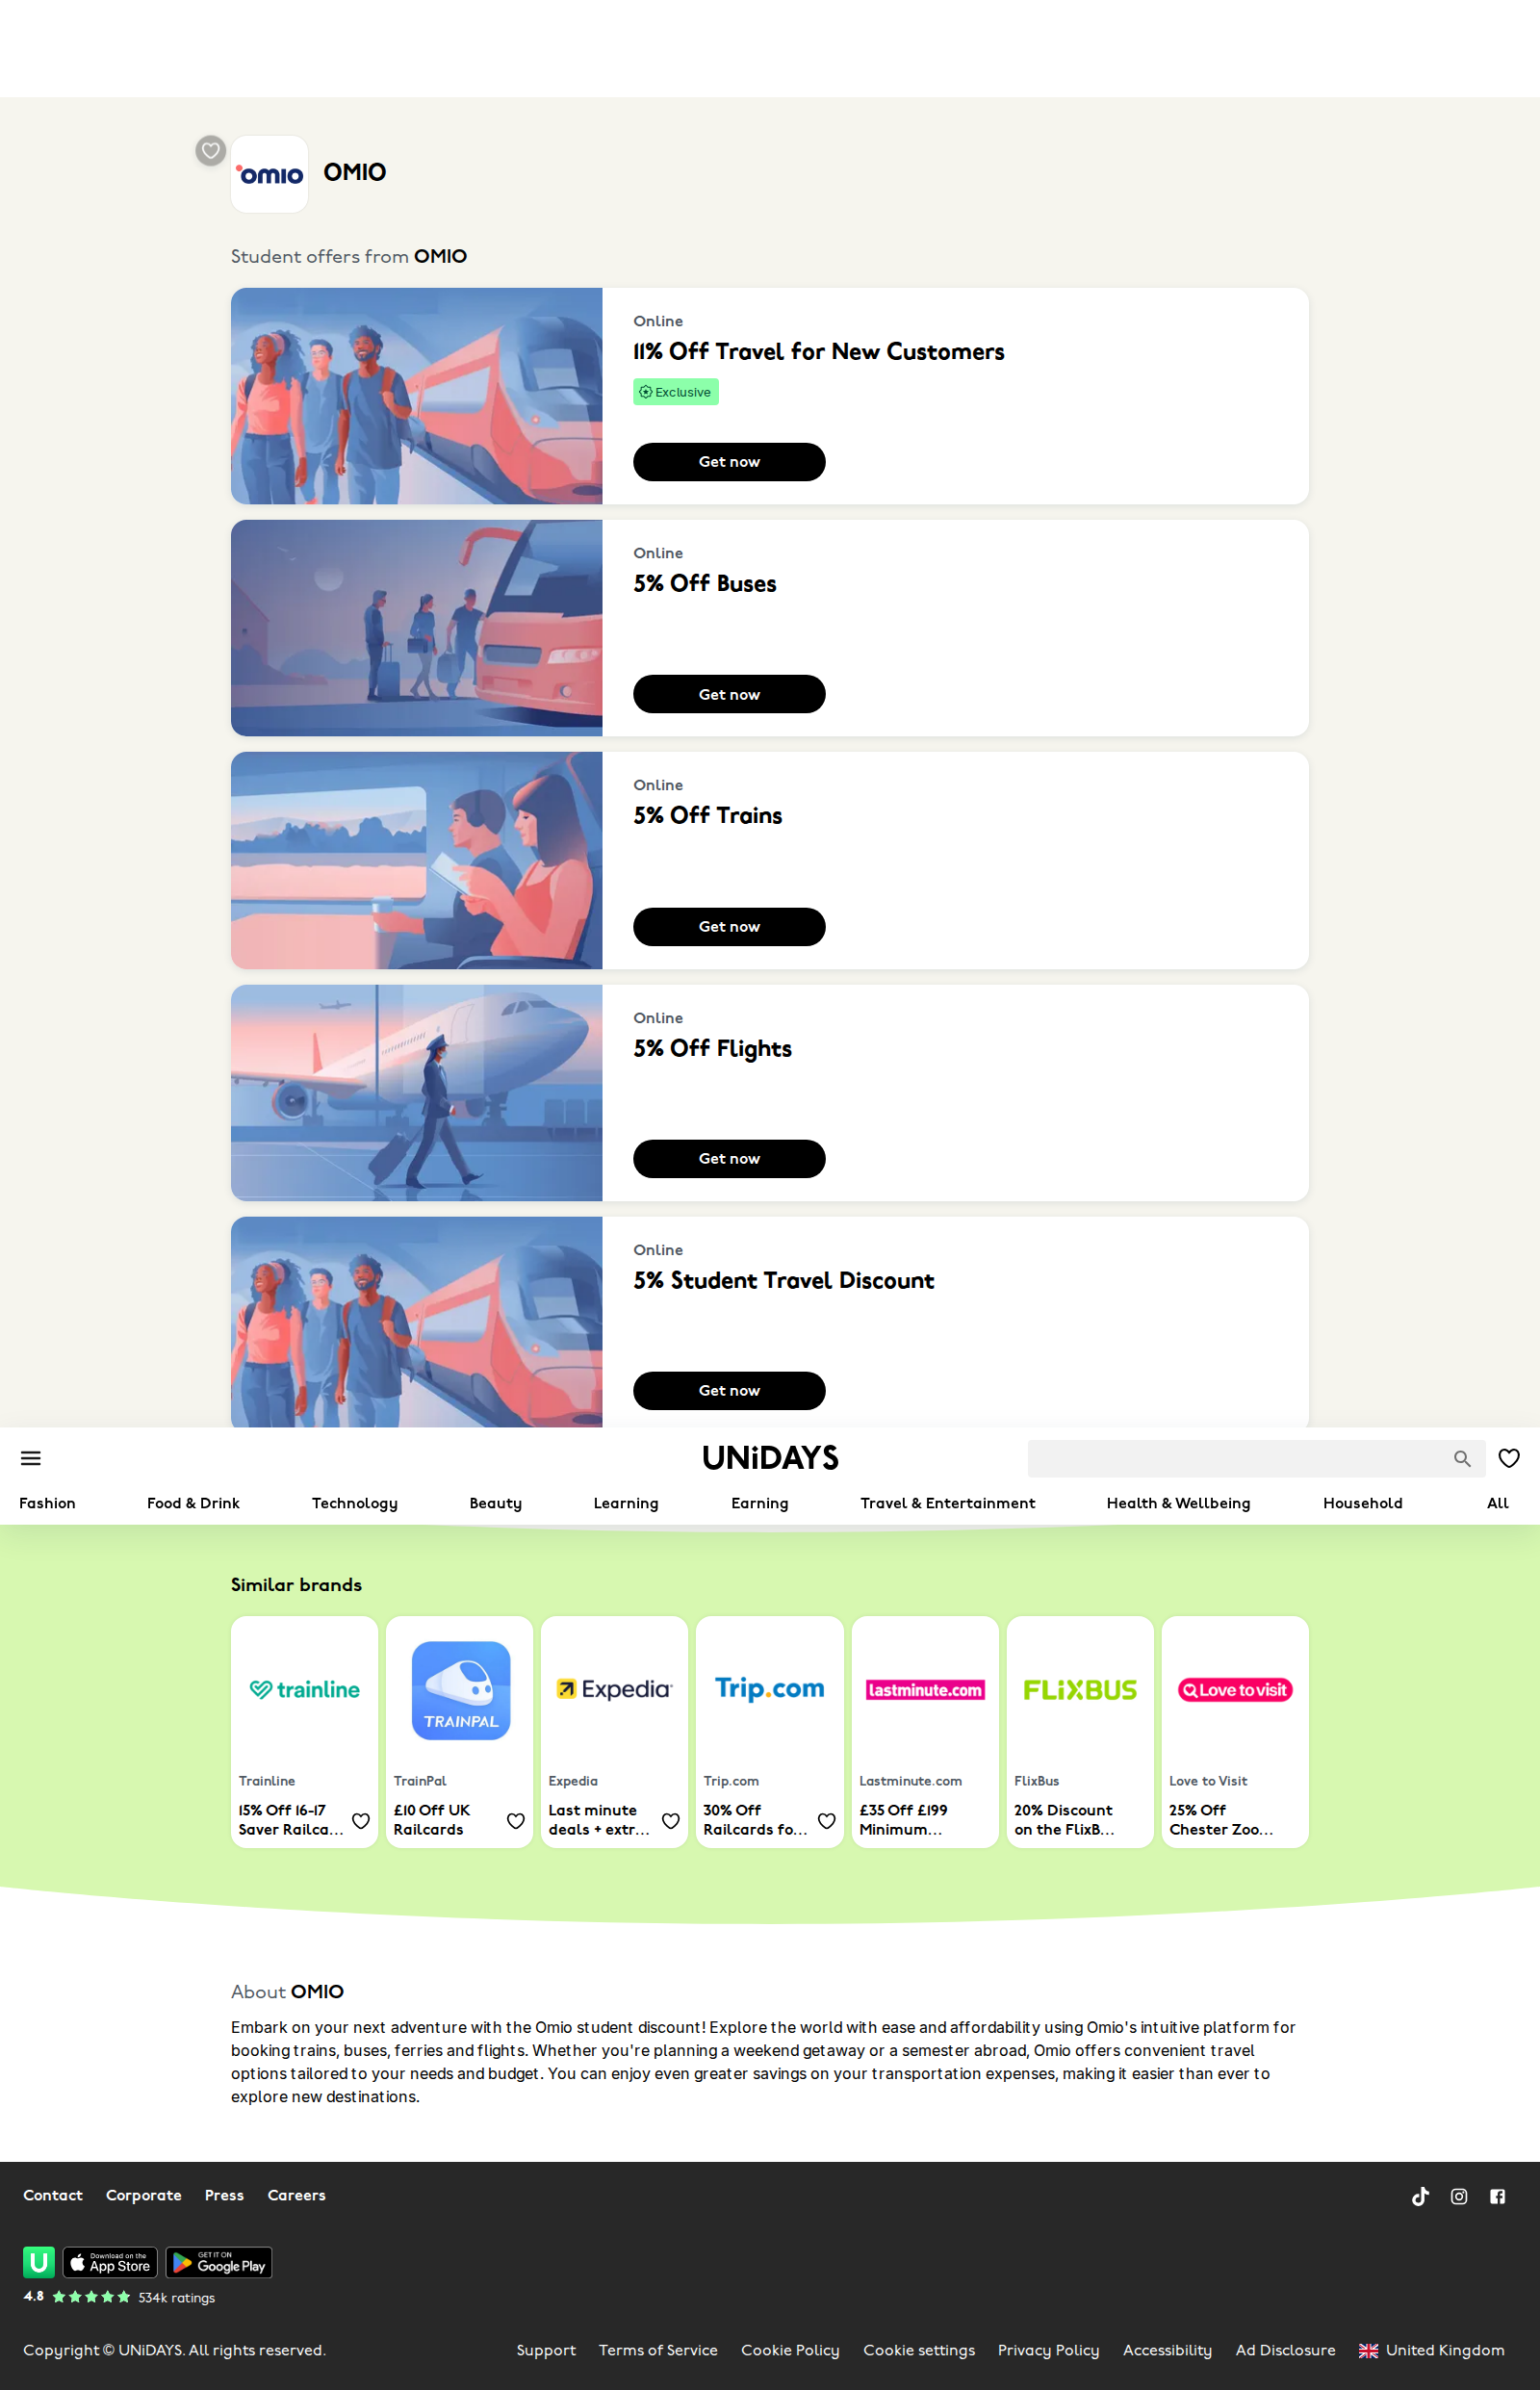 omio
OMIO
Student offers from OMIO
Online
11% Off Travel for New Customers
Exclusive
Get now
Online
5% Off Buses
Get now
Online
5% Off Trains
Get now
Online
5% Off Flights
Get now
Online
5% Student Travel Discount
Get now
UNiDAYS
Fashion Food & Drink Technology Beauty Learning Earning Travel & Entertainment Health & Wellbeing Household All
Similar brands
trainline
TRAINPAL
Expedia
Trip.com
lastminute.com
FLiXBUS
Love to visit
Trainline
15% Off 16-17
Saver Railca...
TrainPal
£10 Off UK
Railcards
Expedia
Last minute
deals + extr...
Trip.com
30% Off
Railcards fo...
Lastminute.com
£35 Off £199
Minimum...
FlixBus
20% Discount
on the FlixB...
Love to Visit
25% Off
Chester Zoo...
About OMIO
Embark on your next adventure with the Omio student discount! Explore the world with ease and affordability using Omio's intuitive platform for
booking trains, buses, ferries and flights. Whether you're planning a weekend getaway or a semester abroad, Omio offers convenient travel
options tailored to your needs and budget. You can enjoy even greater savings on your transportation expenses, making it easier than ever to
explore new destinations.
Contact Corporate Press Careers
U
Download on the
App Store
GET IT ON
Google Play
4.8 534k ratings
Copyright © UNiDAYS. All rights reserved.
Support Terms of Service Cookie Policy Cookie settings Privacy Policy Accessibility Ad Disclosure United Kingdom